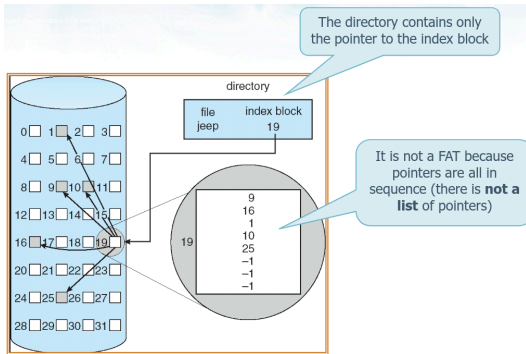 The directory contains only
the pointer to the index block
directory
file index block
jeep 19
0 1 2 3
4 5 6 7
8 9 10 11
12 13 14 15
16 17 18 19
20 21 22 23
24 25 26 27
28 29 30 31
19
9
16
1
10
25
–1
–1
–1
It is not a FAT because
pointers are all in
sequence (there is not a
list of pointers)